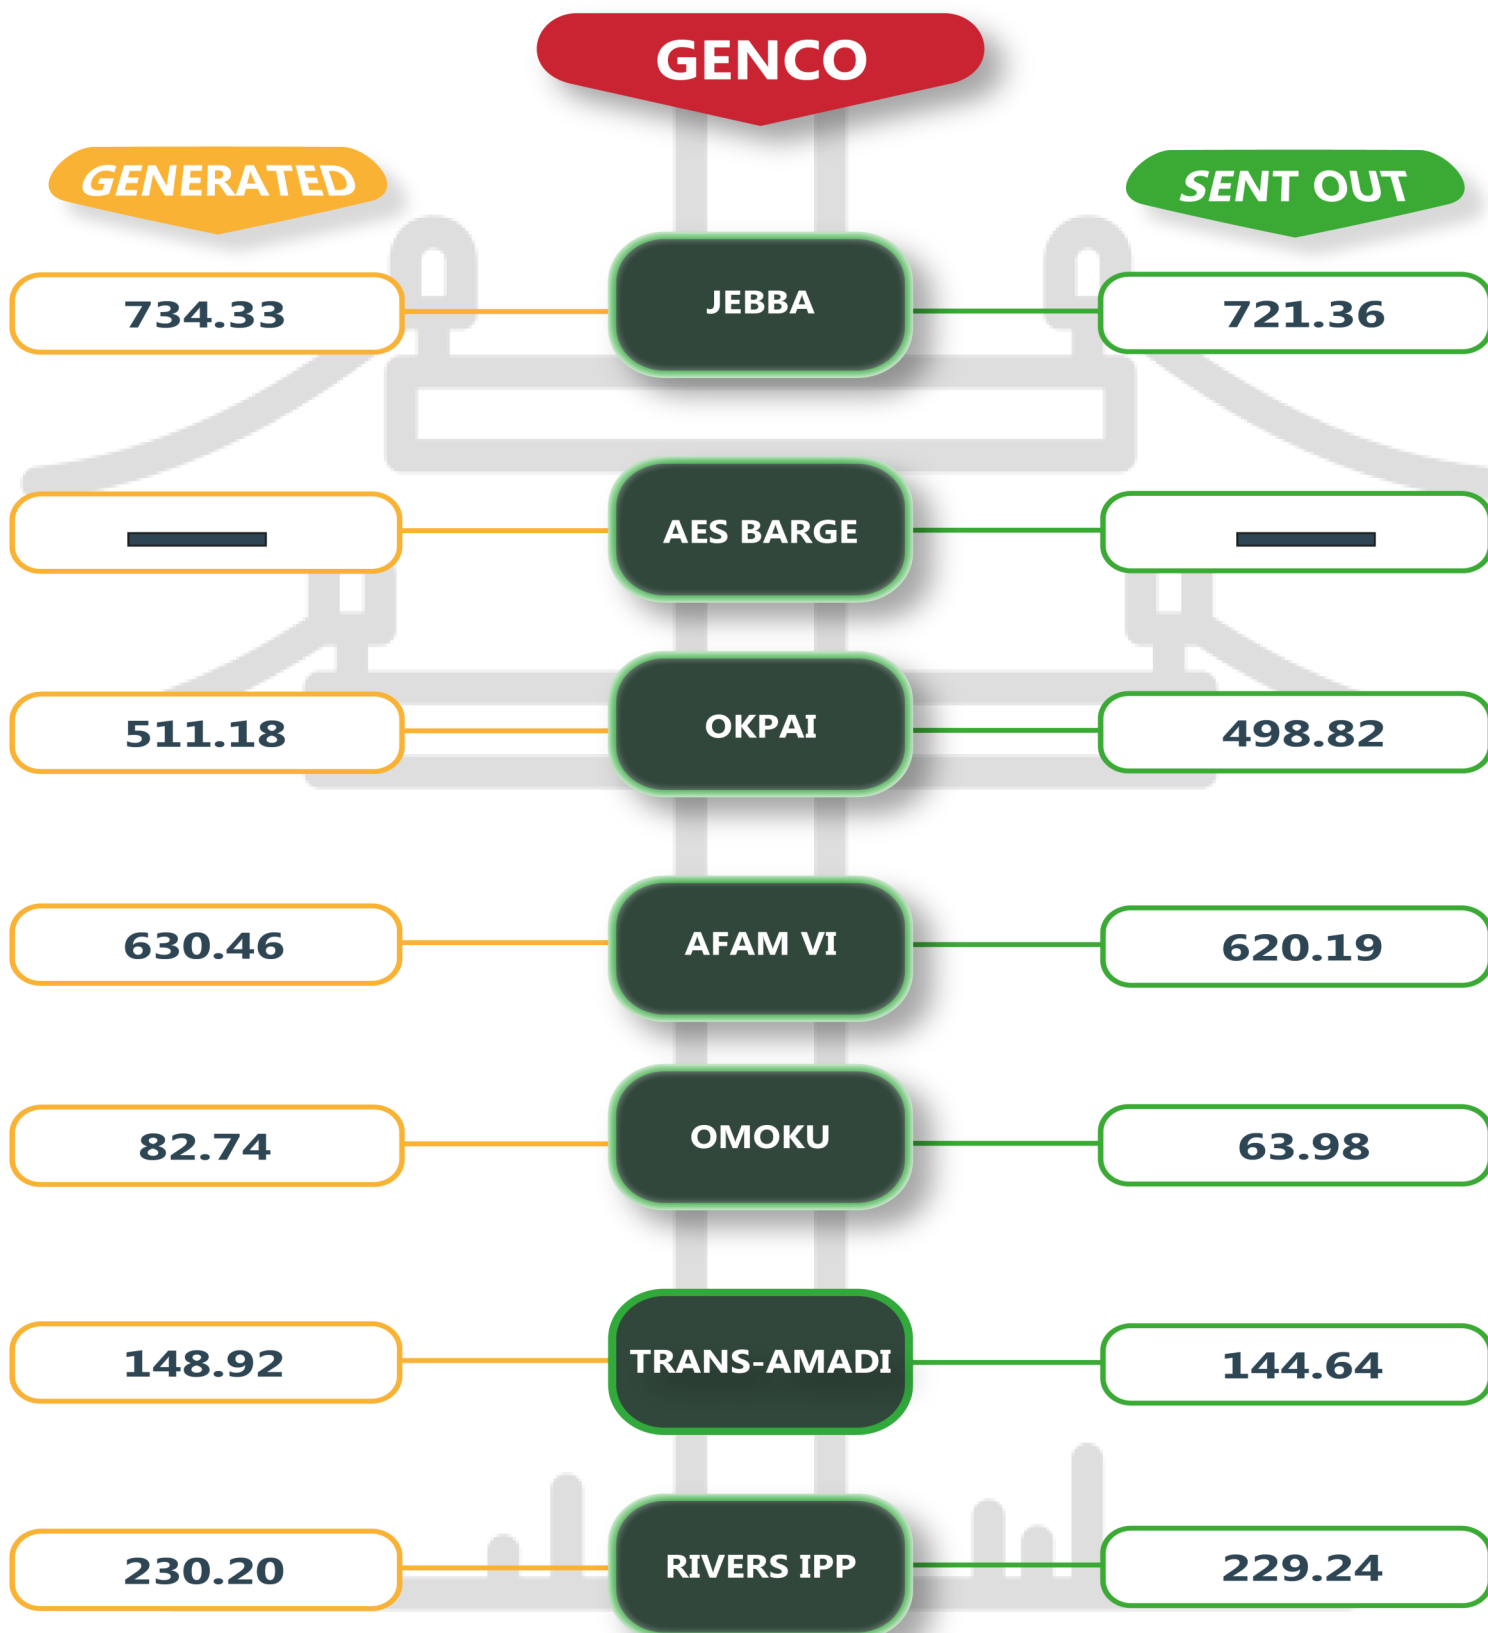 GENCO
GENERATED
SENT OUT
734.33
JEBBA
721.36
AES BARGE
511.18
OKPAI
498.82
630.46
AFAM VI
620.19
82.74
OMOKU
63.98
148.92
TRANS-AMADI
144.64
230.20
RIVERS IPP
229.24